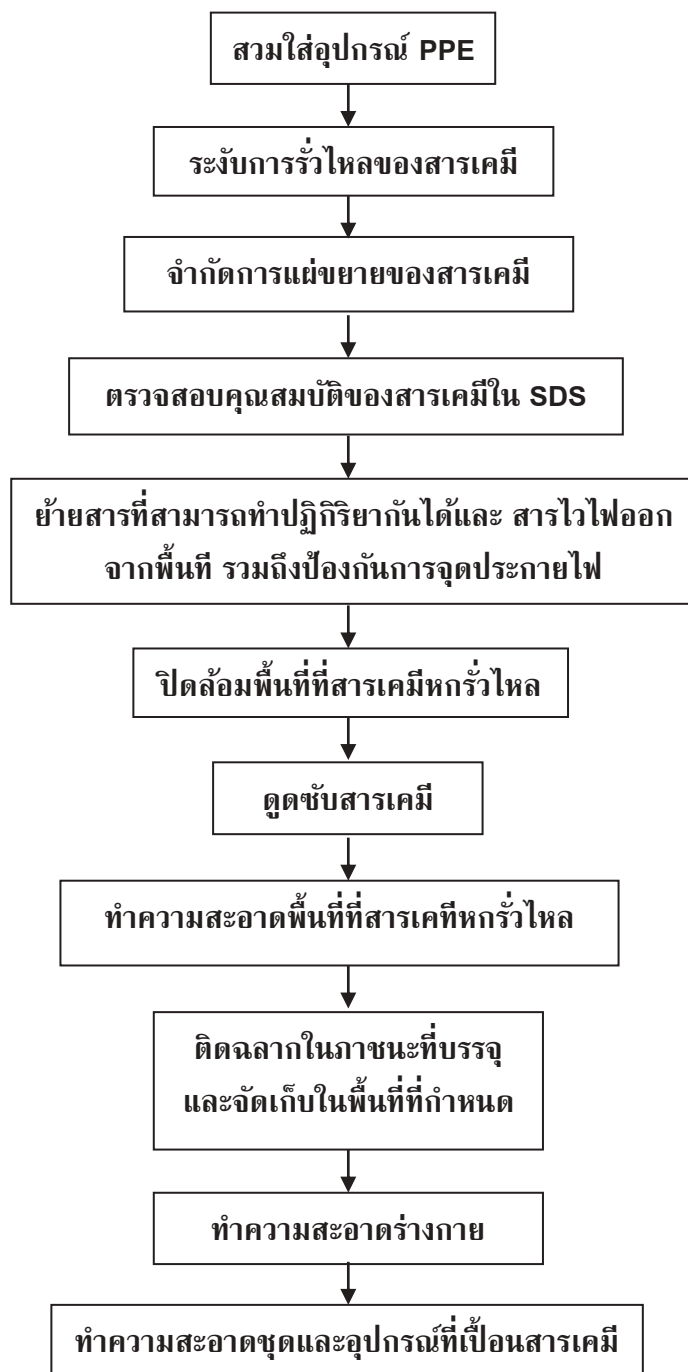 สวมใส่อุปกรณ์ PPE
ระงับการรั่วไหลของสารเคมี
จำกัดการแผ่ขยายของสารเคมี
ตรวจสอบคุณสมบัติของสารเคมีใน SDS
ย้ายสารที่สามารถทำปฏิกิริยากันได้และ สารไวไฟออก
จากพื้นที รวมถึงป้องกันการจุดประกายไฟ
ปิดล้อมพื้นที่ที่สารเคมีหกรั่วไหล
ดูดซับสารเคมี
ทำความสะอาดพื้นที่ที่สารเคทีหกรั่วไหล
ติดฉลากในภาชนะที่บรรจุ
และจัดเก็บในพื้นที่ที่กำหนด
ทำความสะอาดร่างกาย
ทำความสะอาดชุดและอุปกรณ์ที่เปื้อนสารเคมี